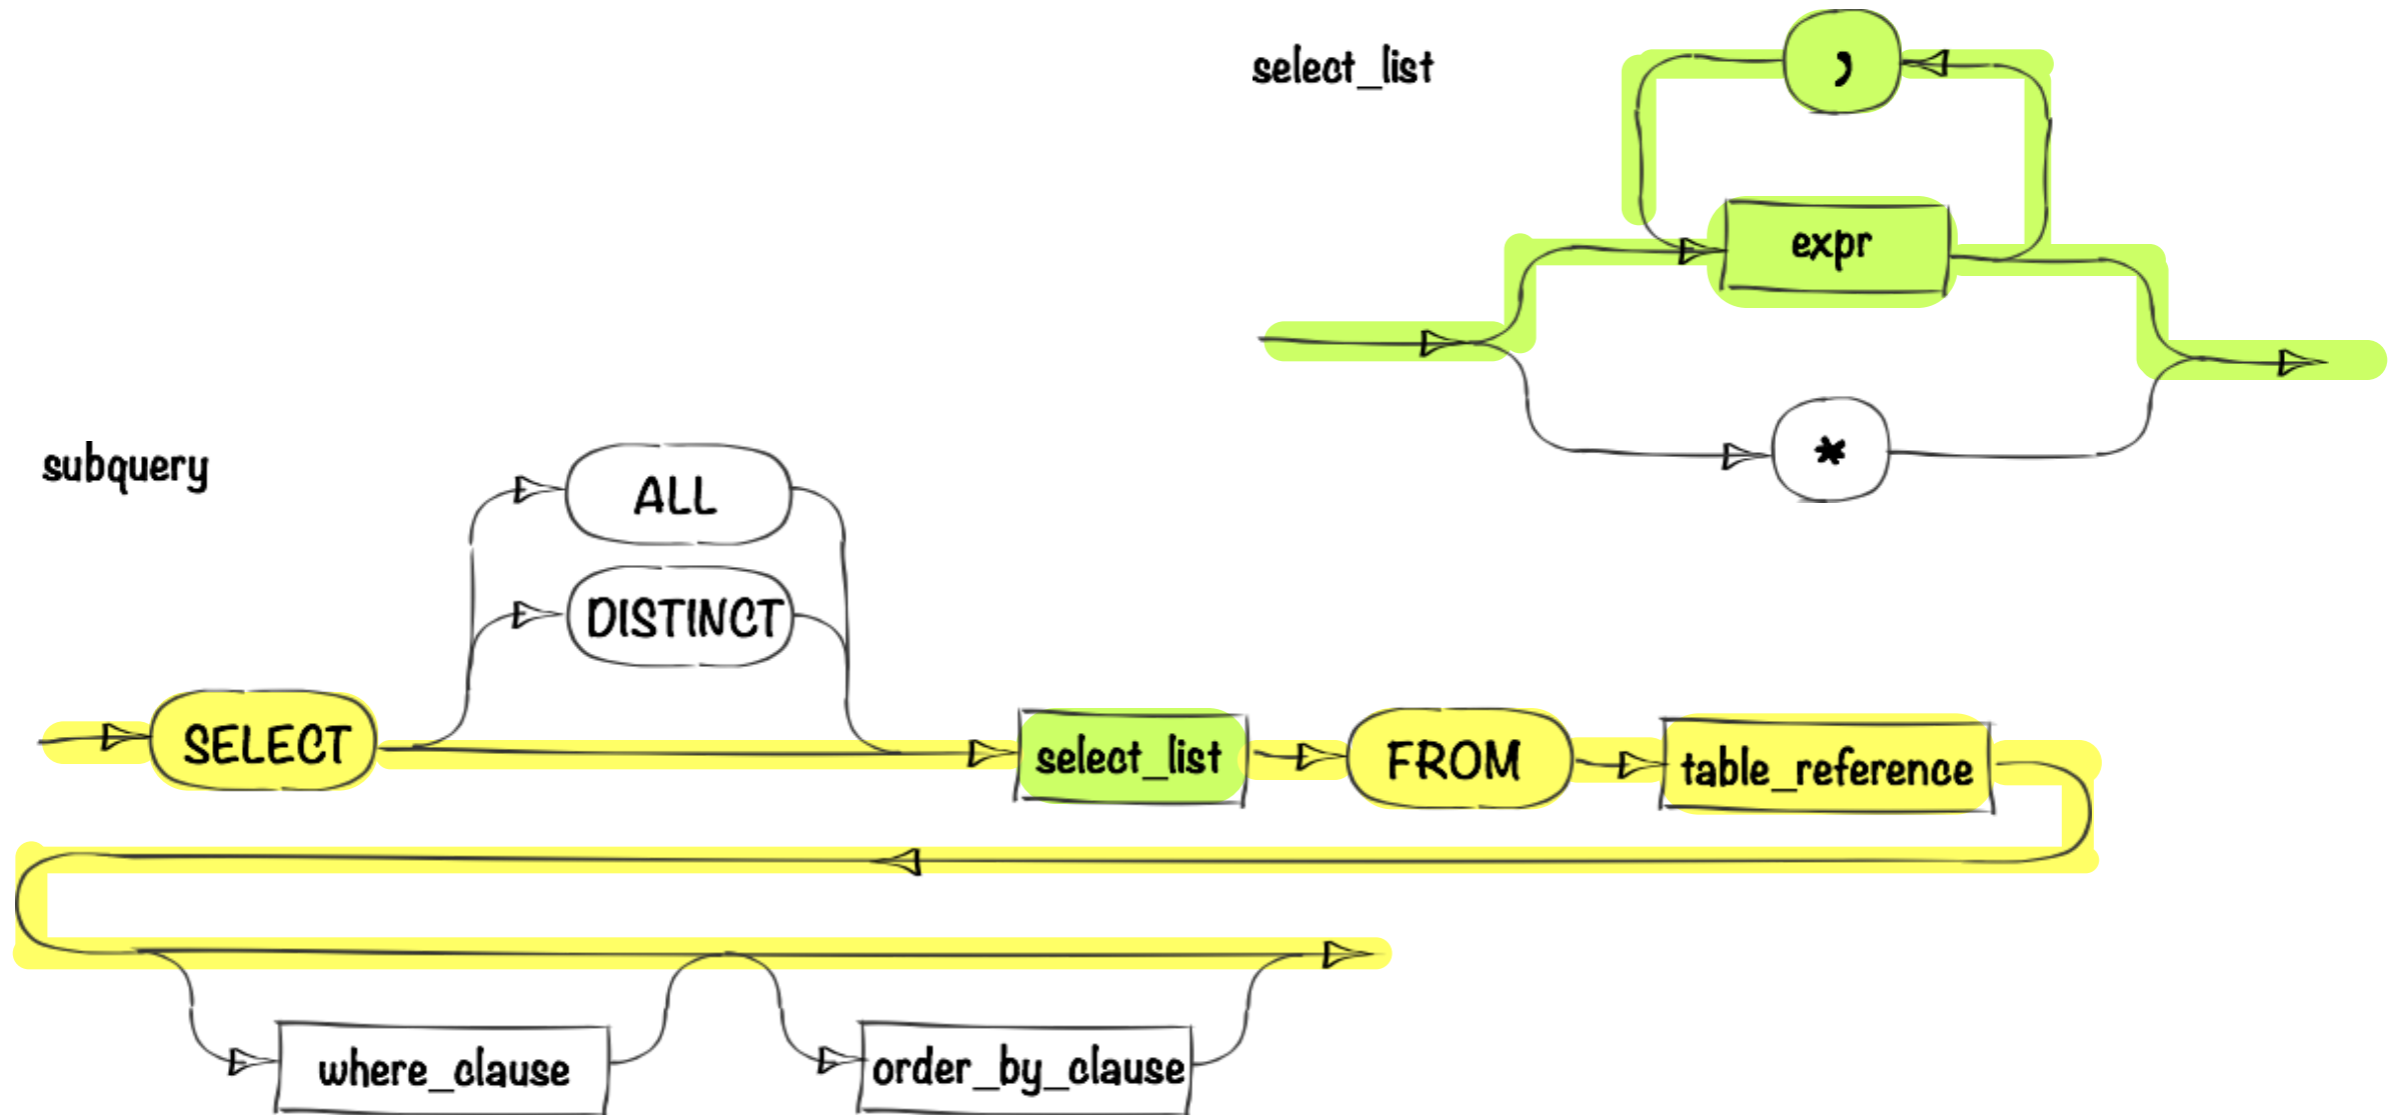 select_list
,
expr
*
subquery
ALL
DISTINCT
SELECT select_list FROM table_reference
where_clause order_by_clause